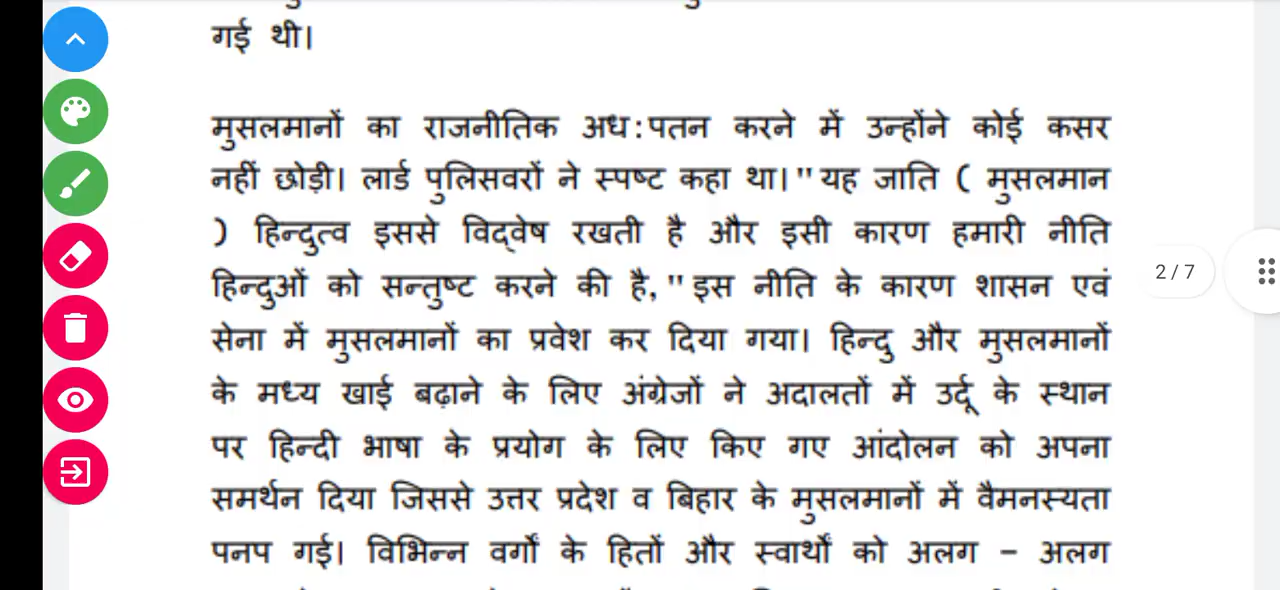 गई थी।
मुसलमानों का राजनीतिक अध:पतन करने में उन्होंने कोई कसर
नहीं छोड़ी। लार्ड पुलिसवरों ने स्पष्ट कहा था।"यह जाति ( मुसलमान
) हिन्दुत्व इससे विद्वेष रखती है और इसी कारण हमारी नीति
हिन्दुओं को सन्तुष्ट करने की है,"इस नीति के कारण शासन एवं
सेना में मुसलमानों का प्रवेश कर दिया गया। हिन्दु और मुसलमानों
के मध्य खाई बढ़ाने के लिए अंग्रेजों ने अदालतों में उर्दू के स्थान
पर हिन्दी भाषा के प्रयोग के लिए किए गए आंदोलन को अपना
समर्थन दिया जिससे उत्तर प्रदेश व बिहार के मुसलमानों में वैमनस्यता
पनप गई। विभिन्न वर्गों के हितों और स्वार्थों को अलग – अलग
2/7